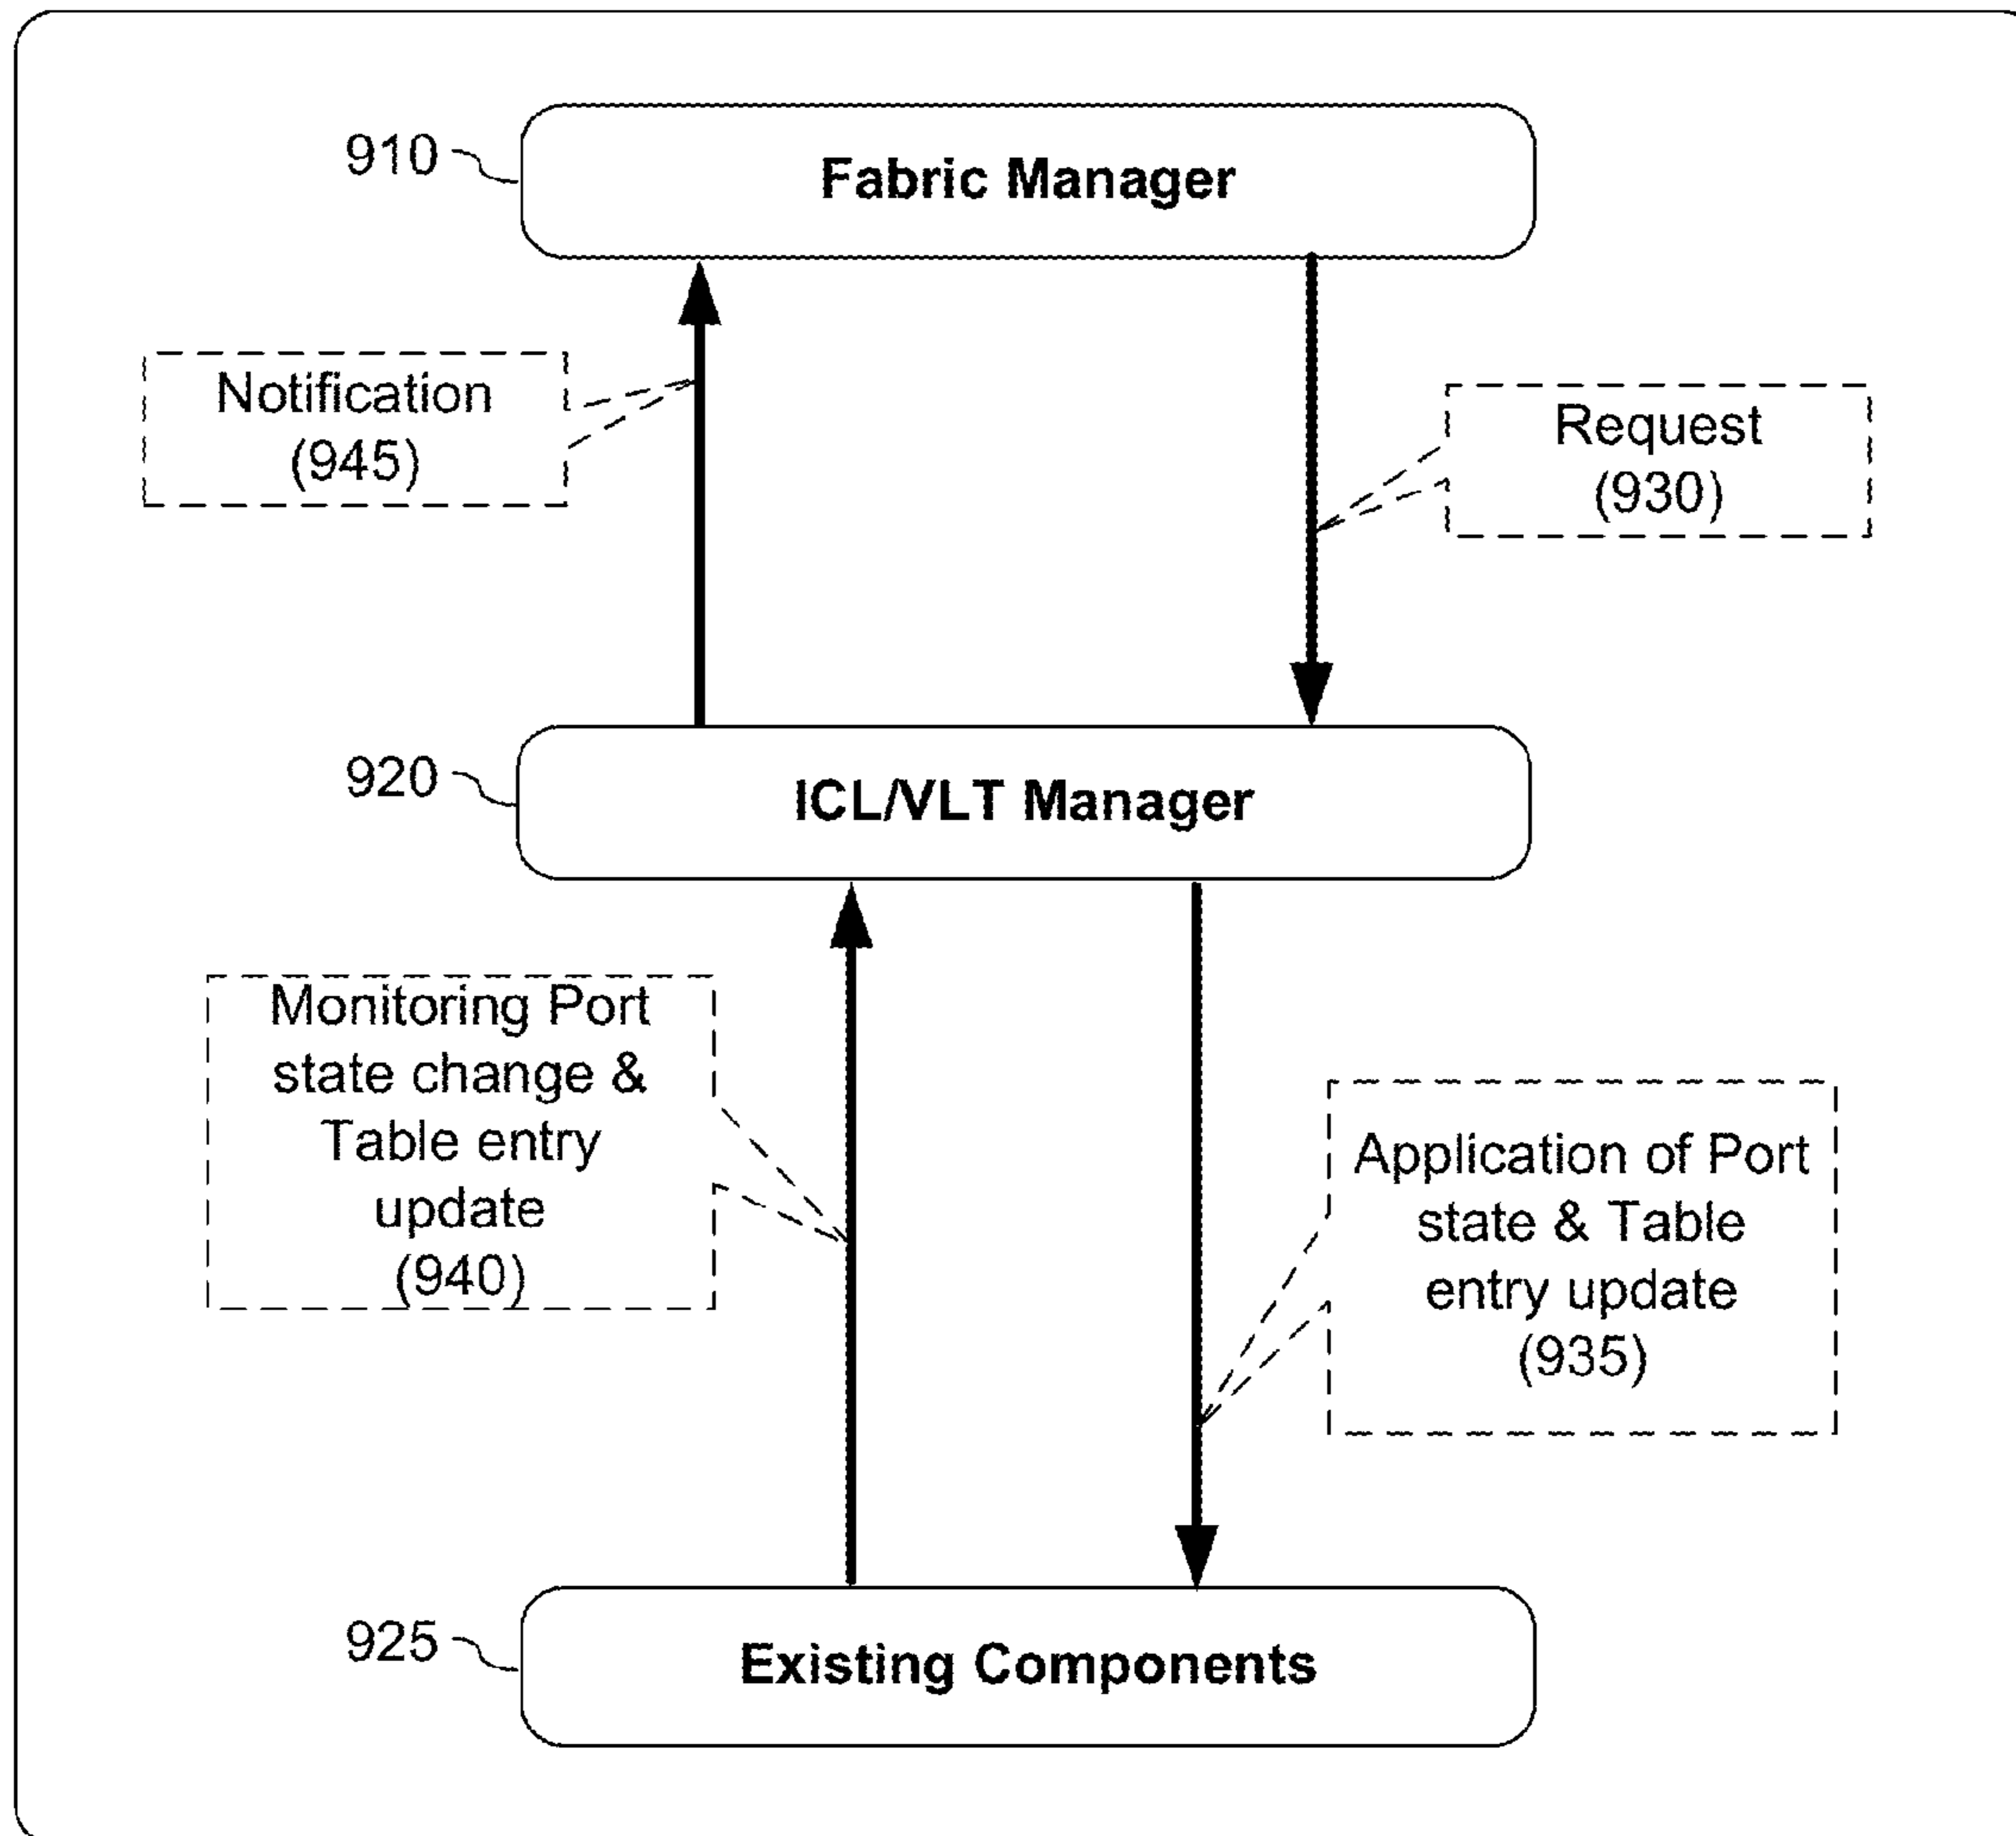 910
Fabric Manager
Notification
(945)
Request
(930)
920
ICL/VLT Manager
Monitoring Port
state change &
Table entry
update
(940)
Application of Port
state & Table
entry update
(935)
925
Existing Components